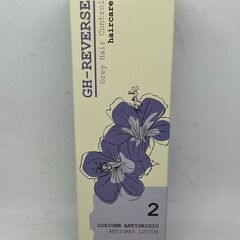 GH-REVERSE
Grey Hair Control
haircare
2
LOZIONE ANTIGRIGIO
ANTIGREY LOTION